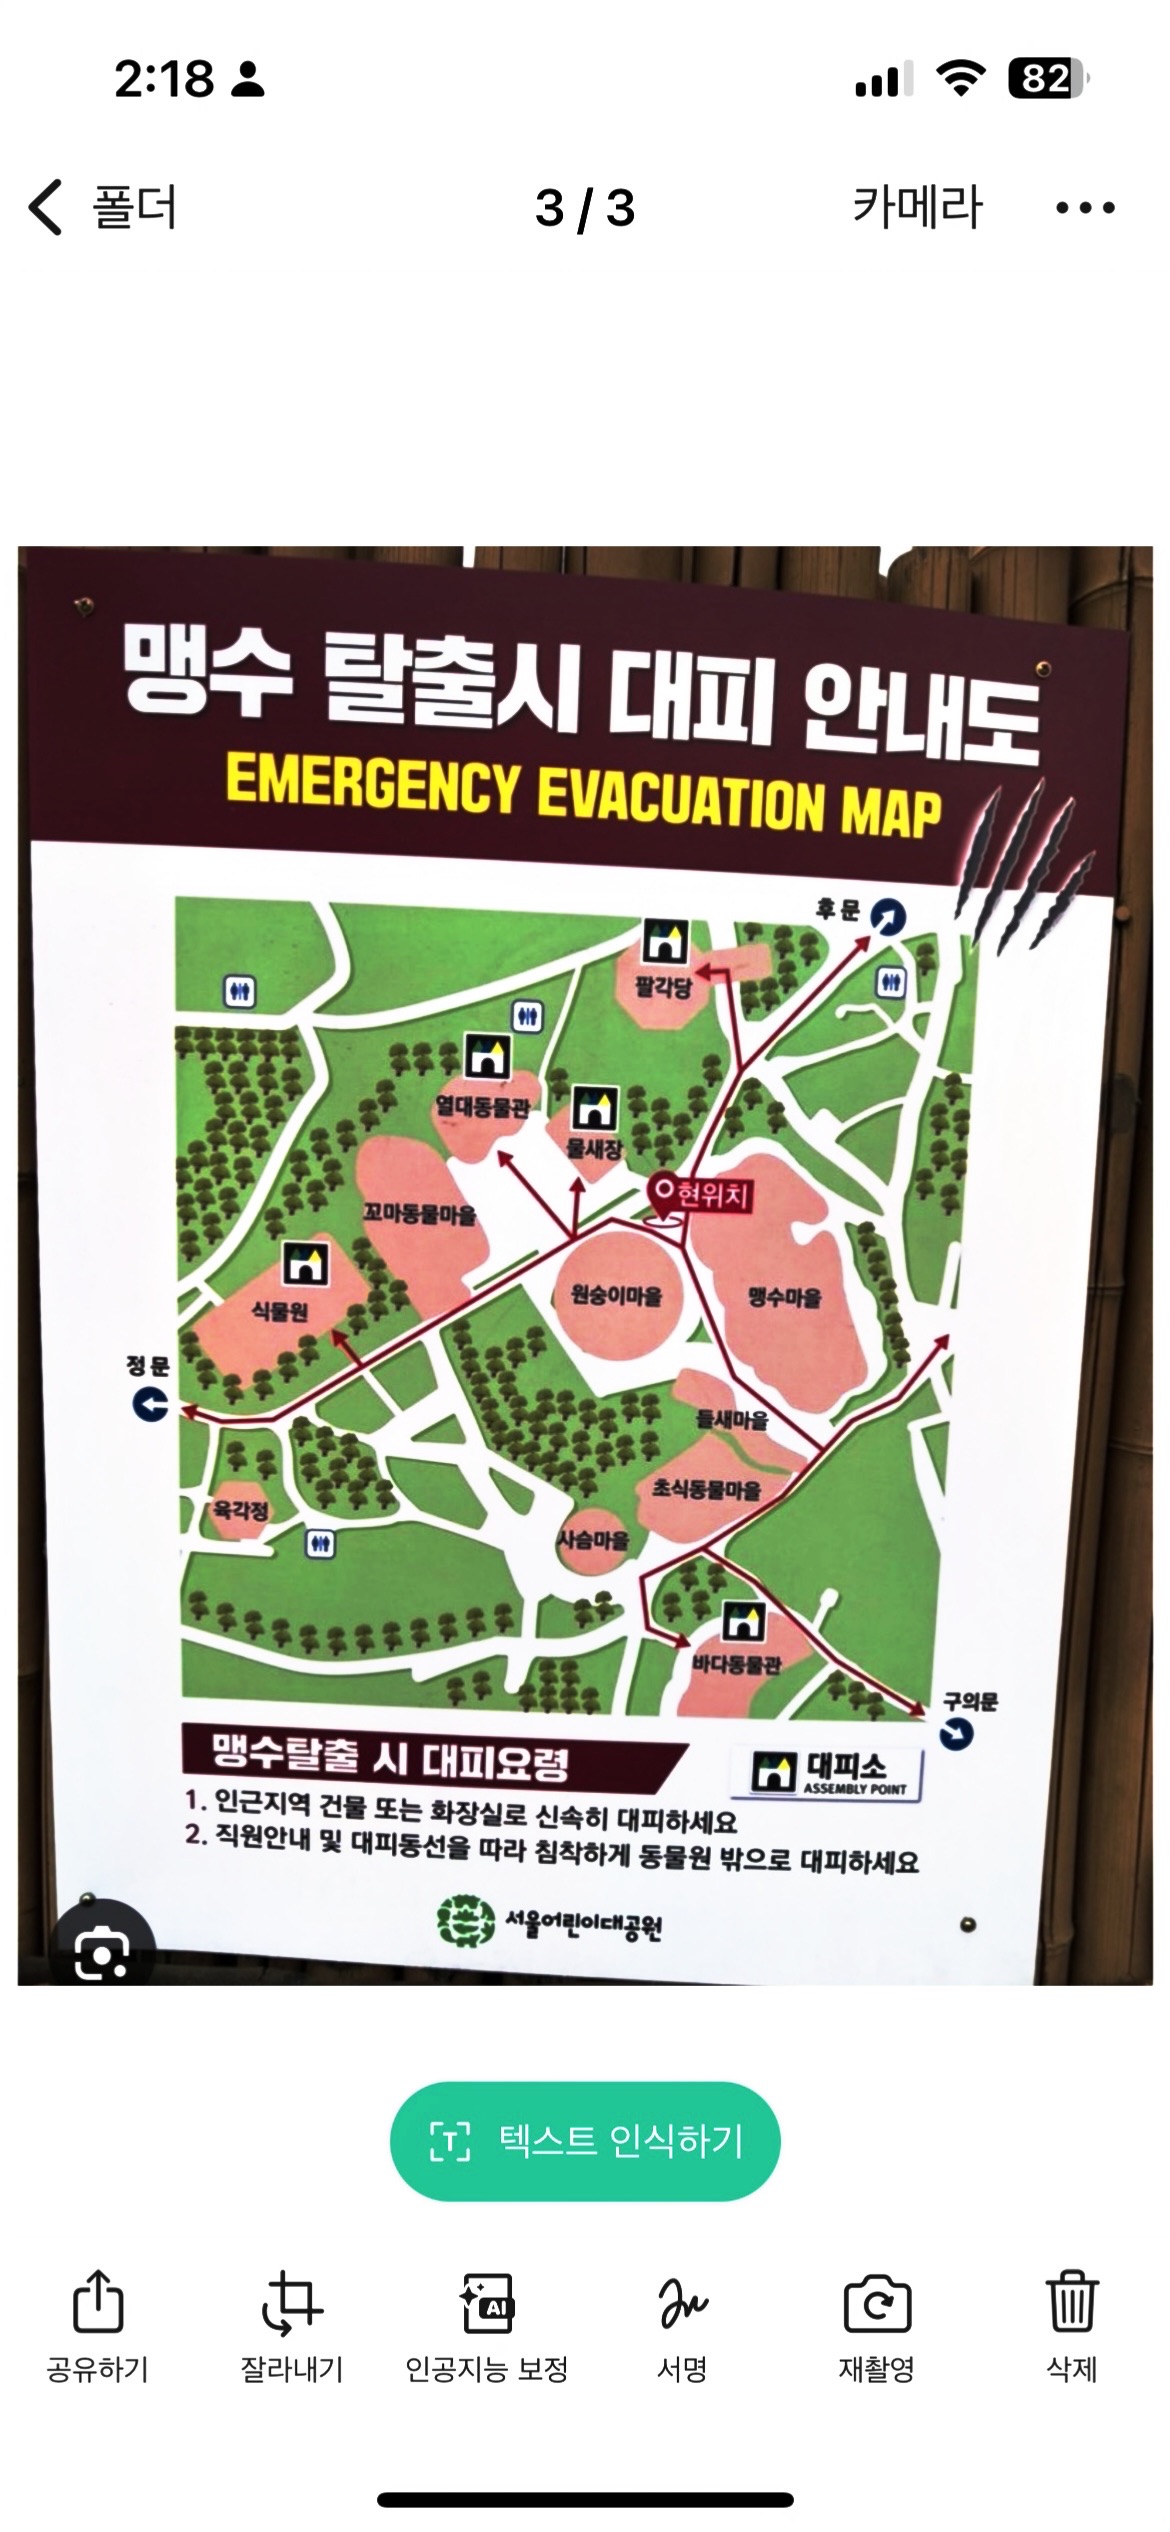 2:18
82
폴더
3 / 3
카메라
맹수 탈출시 대피 안내도
EMERGENCY EVACUATION MAP
후문
팔각당
열대동물관
물새장
현위치
꼬마동물마을
식물원
원숭이마을
맹수마을
정문
들새마을
초식동물마을
육각정
사슴마을
바다동물관
구의문
맹수탈출 시 대피요령
대피소
ASSEMBLY POINT
1. 인근지역 건물 또는 화장실로 신속히 대피하세요
2. 직원안내 및 대피동선을 따라 침착하게 동물원 밖으로 대피하세요
서울어린이대공원
텍스트 인식하기
AI
공유하기
잘라내기
인공지능 보정
서명
재촬영
삭제